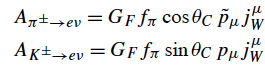 A_{π^±→eν} = G_F f_π cos θ_C p̃_μ j_W^μ
A_{K^±→eν} = G_F f_π sin θ_C p_μ j_W^μ